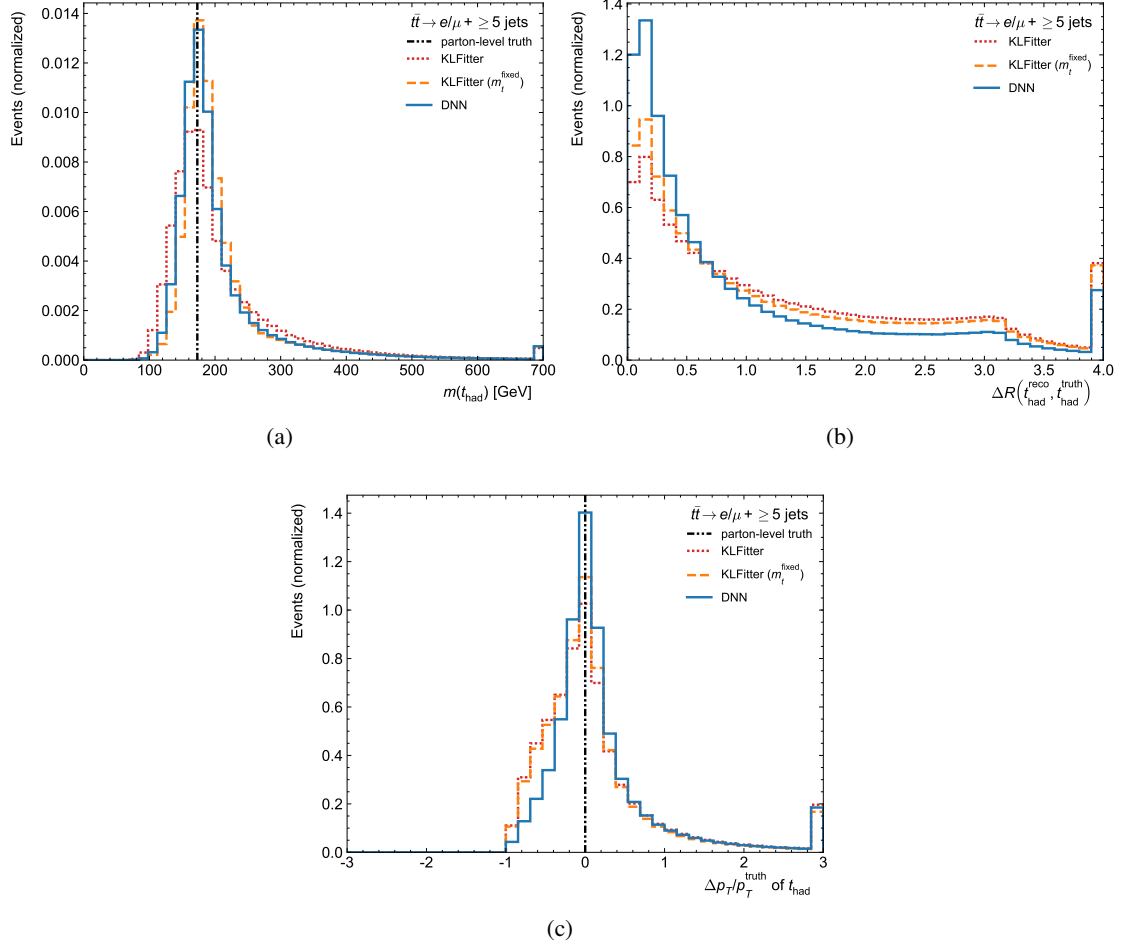 0.014
0.012
0.010
0.008
0.006
0.004
0.002
0.000
Events (normalized)
tt̄ → e/μ + ≥ 5 jets
parton-level truth
KLFitter
KLFitter (m_t^fixed)
DNN
0 100 200 300 400 500 600 700
m(t_had) [GeV]
(a)
1.4
1.2
1.0
0.8
0.6
0.4
0.2
0.0
Events (normalized)
tt̄ → e/μ + ≥ 5 jets
KLFitter
KLFitter (m_t^fixed)
DNN
0.0 0.5 1.0 1.5 2.0 2.5 3.0 3.5 4.0
ΔR(t_had^reco, t_had^truth)
(b)
1.4
1.2
1.0
0.8
0.6
0.4
0.2
0.0
Events (normalized)
tt̄ → e/μ + ≥ 5 jets
parton-level truth
KLFitter
KLFitter (m_t^fixed)
DNN
-3 -2 -1 0 1 2 3
Δp_T/p_T^truth of t_had
(c)